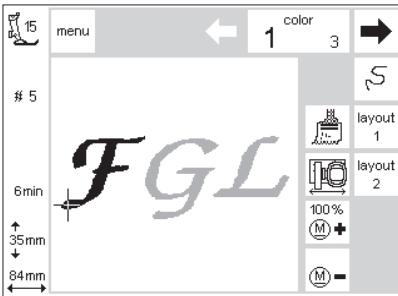 15
menu
color
1 3
# 5
layout
1
layout
2
FGL
6min
100%
M +
35mm
M -
84mm